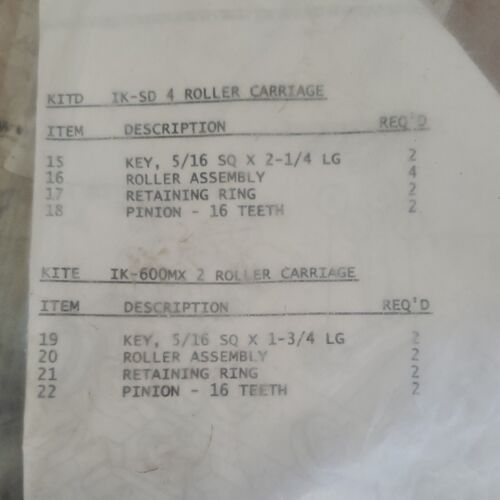 KITD IK-SD 4 ROLLER CARRIAGE
ITEM DESCRIPTION REQ'D
15 KEY, 5/16 SQ X 2-1/4 LG 2
16 ROLLER ASSEMBLY 4
17 RETAINING RING 2
18 PINION - 16 TEETH 2
KITE IK-600MX 2 ROLLER CARRIAGE
ITEM DESCRIPTION REQ'D
19 KEY, 5/16 SQ X 1-3/4 LG 2
20 ROLLER ASSEMBLY 2
21 RETAINING RING 2
22 PINION - 16 TEETH 2